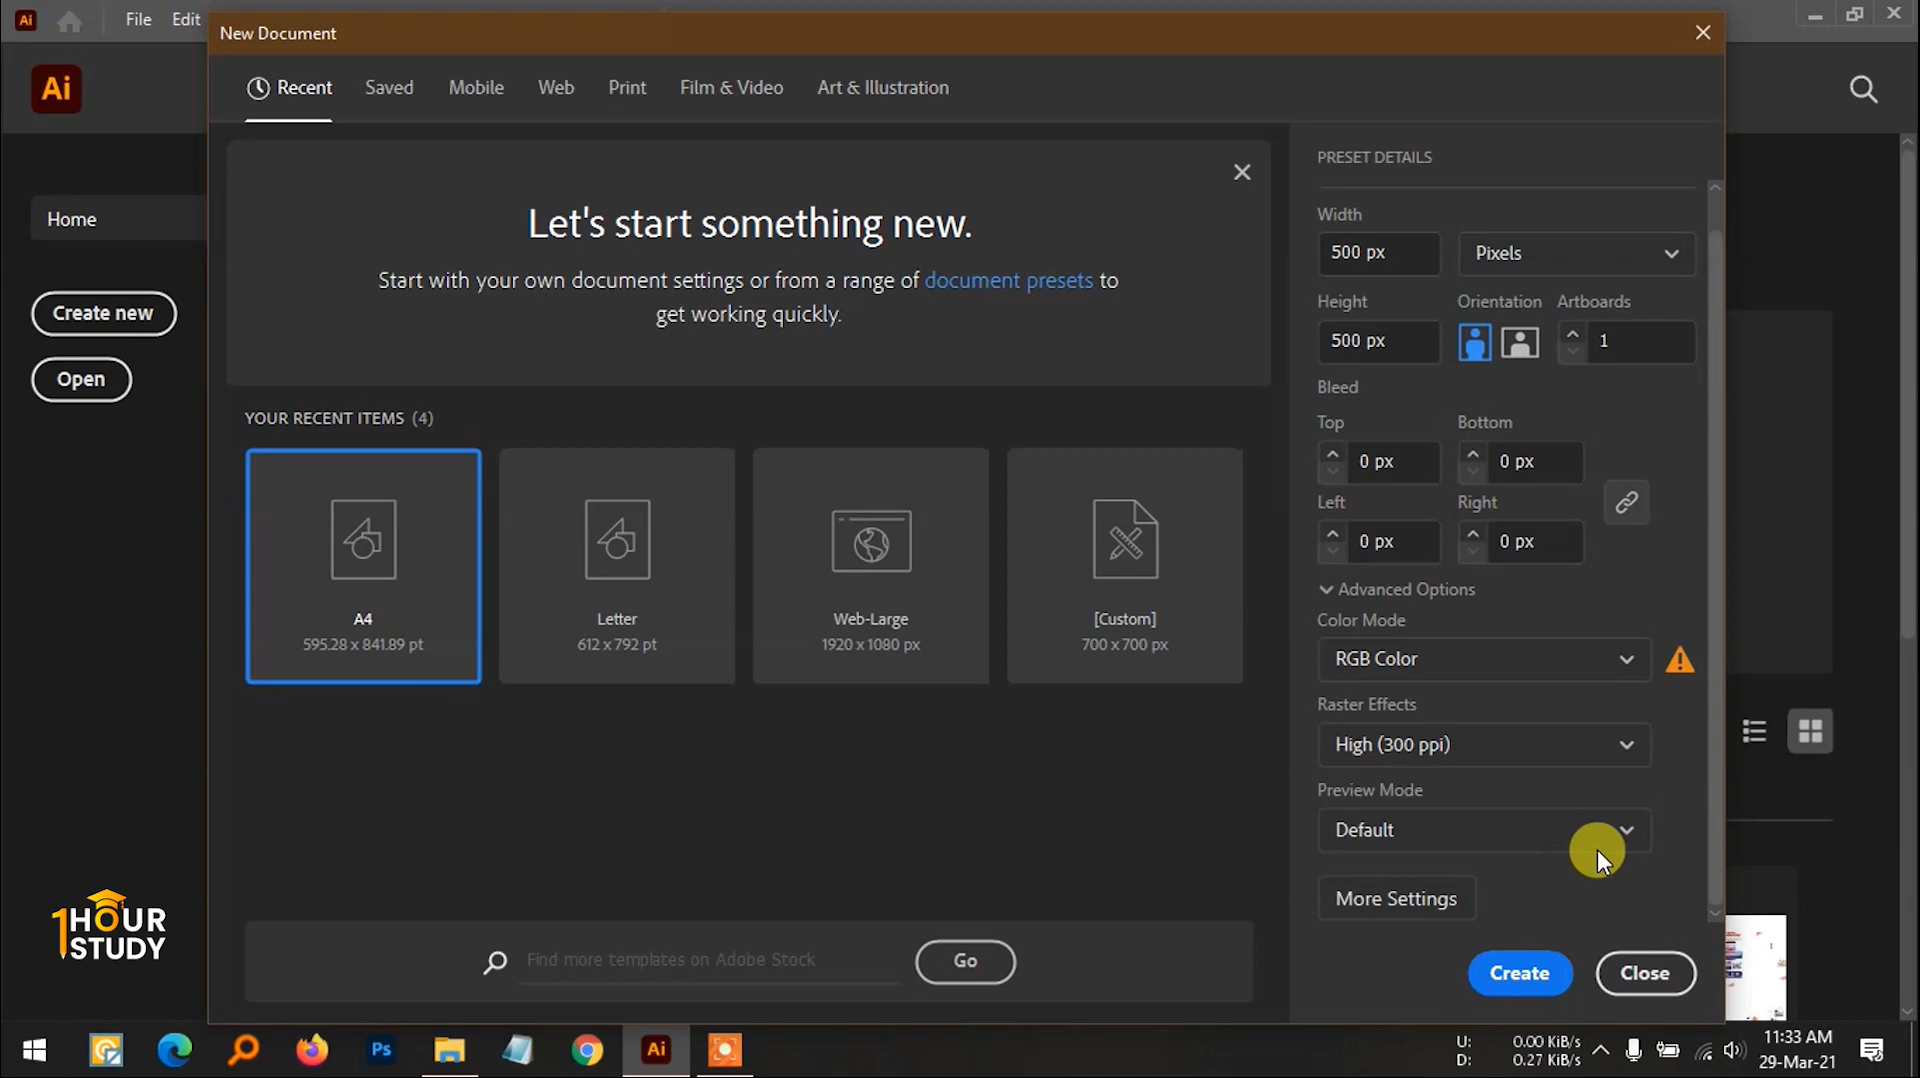 Ai File Edit
New Document
Ai
Recent Saved Mobile Web Print Film & Video Art & Illustration
PRESET DETAILS
Home
Create new
Open
Let's start something new.
Start with your own document settings or from a range of document presets to
get working quickly.
Width
500 px Pixels
Height Orientation Artboards
500 px 1
Bleed
Top Bottom
0 px 0 px
Left Right
0 px 0 px
Advanced Options
Color Mode
RGB Color
Raster Effects
High (300 ppi)
Preview Mode
Default
More Settings
Create Close
YOUR RECENT ITEMS (4)
A4
595.28 x 841.89 pt
Letter
612 x 792 pt
Web-Large
1920 x 1080 px
[Custom]
700 x 700 px
Find more templates on Adobe Stock Go
1HOUR
STUDY
Ps Ai
U: 0.00 KiB/s
D: 0.27 KiB/s
11:33 AM
29-Mar-21